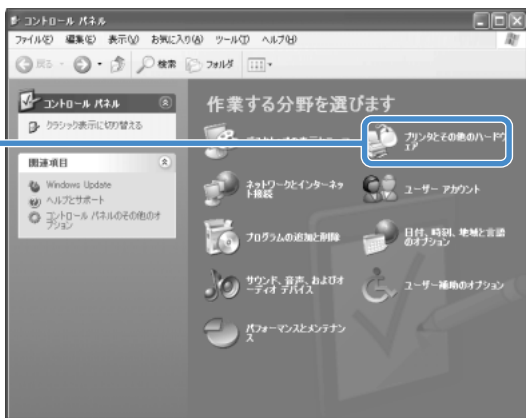 コントロール パネル
ファイル(F) 編集(E) 表示(V) お気に入り(A) ツール(T) ヘルプ(H)
戻る 検索 フォルダ
コントロール パネル
クラシック表示に切り替える
関連項目
Windows Update
ヘルプとサポート
コントロール パネルのその他のオ
プション
作業する分野を選びます
プリンタとその他のハードウ
ェア
ネットワークとインターネッ
ト接続
ユーザー アカウント
プログラムの追加と削除
日付、時刻、地域と言語
のオプション
サウンド、音声、およびオ
ーディオ デバイス
ユーザー補助のオプション
パフォーマンスとメンテナン
ス